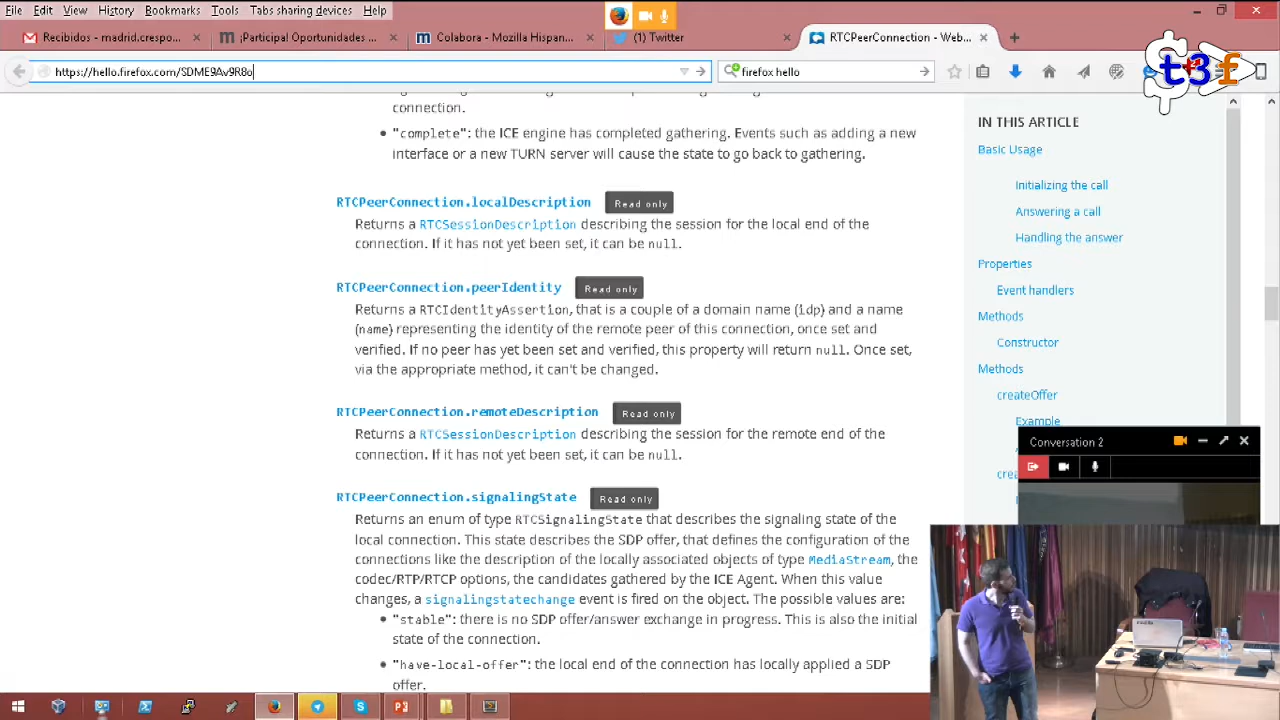 File Edit View History Bookmarks Tools Tabs sharing devices Help
Recibidos - madrid.crespo...
¡Participa! Oportunidades ...
Colabora - Mozilla Hispan...
(1) Twitter
RTCPeerConnection - Web...
https://hello.firefox.com/SDME9Av9R8o
firefox hello
t3f
connection.
"complete": the ICE engine has completed gathering. Events such as adding a new
interface or a new TURN server will cause the state to go back to gathering.
RTCPeerConnection.localDescription Read only
Returns a RTCSessionDescription describing the session for the local end of the
connection. If it has not yet been set, it can be null.
RTCPeerConnection.peerIdentity Read only
Returns a RTCIdentityAssertion, that is a couple of a domain name (idp) and a name
(name) representing the identity of the remote peer of this connection, once set and
verified. If no peer has yet been set and verified, this property will return null. Once set,
via the appropriate method, it can't be changed.
RTCPeerConnection.remoteDescription Read only
Returns a RTCSessionDescription describing the session for the remote end of the
connection. If it has not yet been set, it can be null.
RTCPeerConnection.signalingState Read only
Returns an enum of type RTCSignalingState that describes the signaling state of the
local connection. This state describes the SDP offer, that defines the configuration of the
connections like the description of the locally associated objects of type MediaStream, the
codec/RTP/RTCP options, the candidates gathered by the ICE Agent. When this value
changes, a signalingstatechange event is fired on the object. The possible values are:
"stable": there is no SDP offer/answer exchange in progress. This is also the initial
state of the connection.
"have-local-offer": the local end of the connection has locally applied a SDP
offer.
IN THIS ARTICLE
Basic Usage
Initializing the call
Answering a call
Handling the answer
Properties
Event handlers
Methods
Constructor
Methods
createOffer
Example
Conversation 2